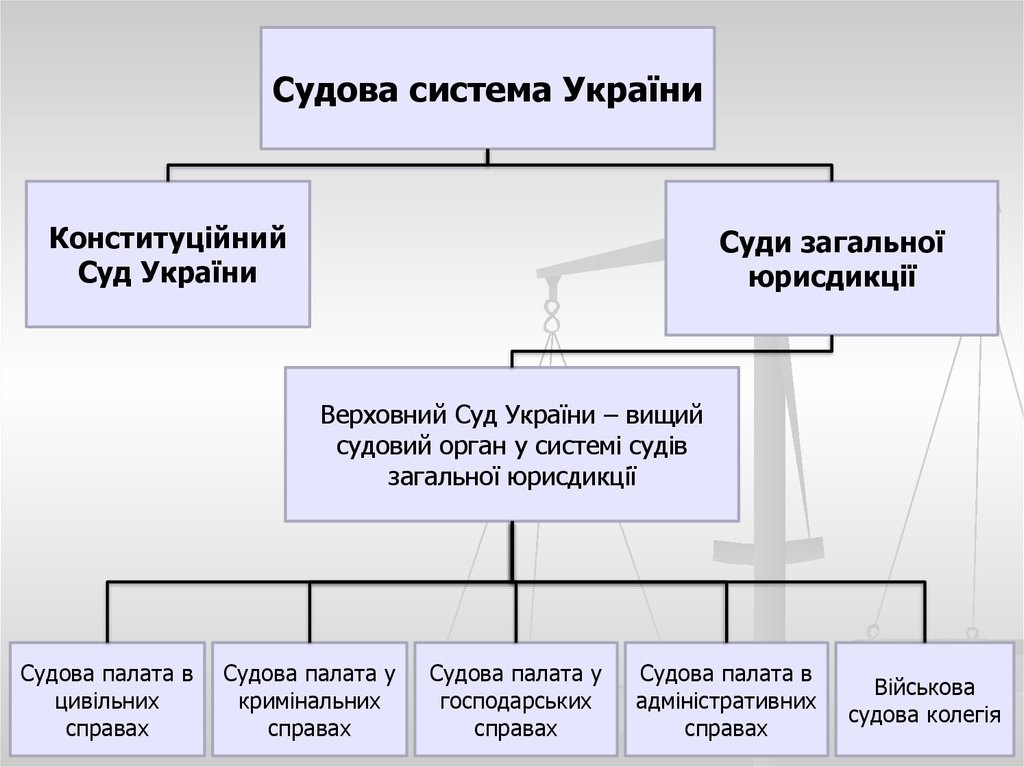 Судова система України
Конституційний
Суд України
Суди загальної
юрисдикції
Верховний Суд України – вищий
судовий орган у системі судів
загальної юрисдикції
Судова палата в
цивільних
справах
Судова палата у
кримінальних
справах
Судова палата у
господарських
справах
Судова палата в
адміністративних
справах
Військова
судова колегія